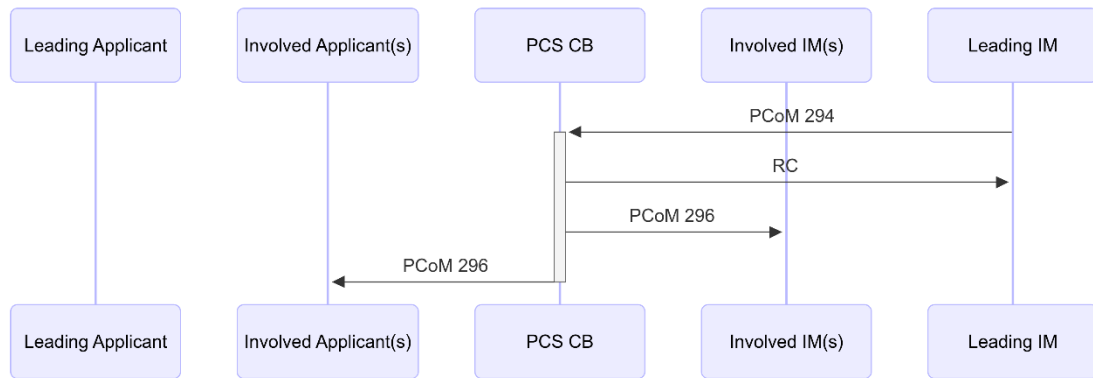 Leading Applicant
Involved Applicant(s)
PCS CB
Involved IM(s)
Leading IM
PCoM 294
RC
PCoM 296
PCoM 296
Leading Applicant
Involved Applicant(s)
PCS CB
Involved IM(s)
Leading IM